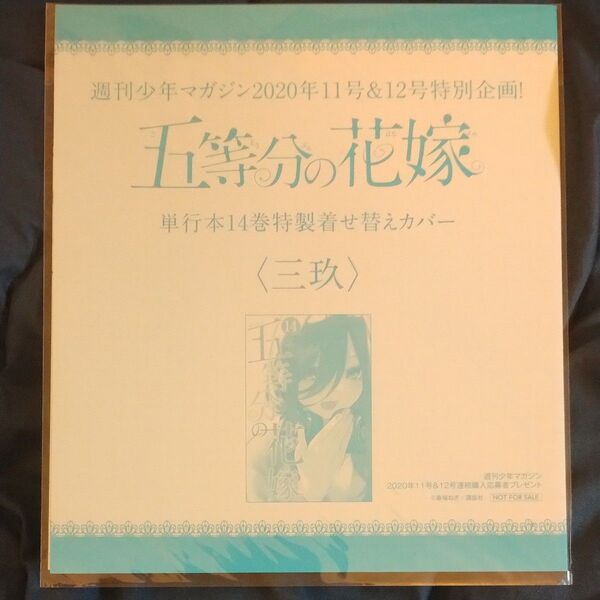 週刊少年マガジン2020年11号&12号特別企画!
五等分の花嫁
単行本14巻特製着せ替えカバー
〈三玖〉
14
五等分の花嫁
週刊少年マガジン
2020年11号&12号連続購入応募者プレゼント
©春場ねぎ/講談社 NOT FOR SALE